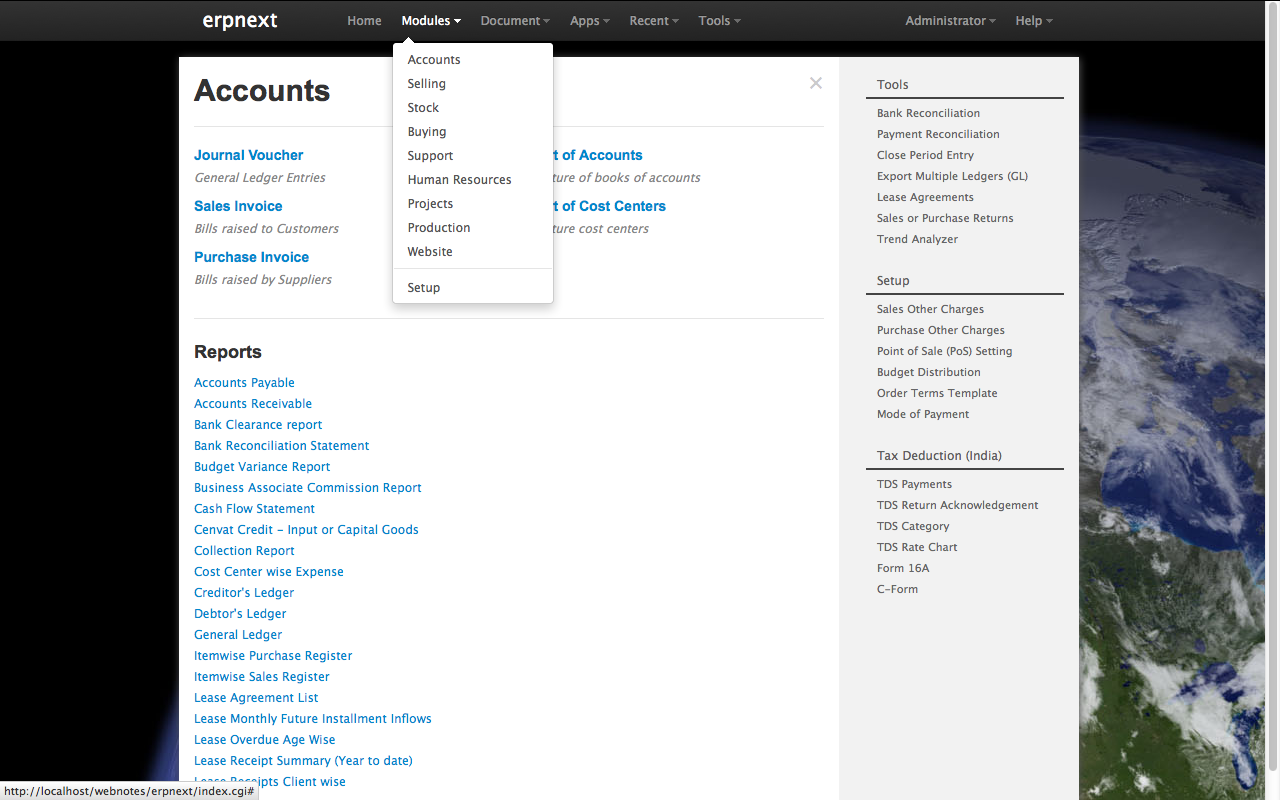 erpnext Home Modules Document Apps Recent Tools Administrator Help
Accounts
Selling
Stock
Buying
Support
Human Resources
Projects
Production
Website
Setup
Accounts
Journal Voucher
General Ledger Entries
Sales Invoice
Bills raised to Customers
Purchase Invoice
Bills raised by Suppliers
of Accounts
of books of accounts
of Cost Centers
cost centers
Reports
Accounts Payable
Accounts Receivable
Bank Clearance report
Bank Reconciliation Statement
Budget Variance Report
Business Associate Commission Report
Cash Flow Statement
Cenvat Credit - Input or Capital Goods
Collection Report
Cost Center wise Expense
Creditor's Ledger
Debtor's Ledger
General Ledger
Itemwise Purchase Register
Itemwise Sales Register
Lease Agreement List
Lease Monthly Future Installment Inflows
Lease Overdue Age Wise
Lease Receipt Summary (Year to date)
Lease Receipts Client wise
Tools
Bank Reconciliation
Payment Reconciliation
Close Period Entry
Export Multiple Ledgers (GL)
Lease Agreements
Sales or Purchase Returns
Trend Analyzer
Setup
Sales Other Charges
Purchase Other Charges
Point of Sale (PoS) Setting
Budget Distribution
Order Terms Template
Mode of Payment
Tax Deduction (India)
TDS Payments
TDS Return Acknowledgement
TDS Category
TDS Rate Chart
Form 16A
C-Form
http://localhost/webnotes/erpnext/index.cgi#